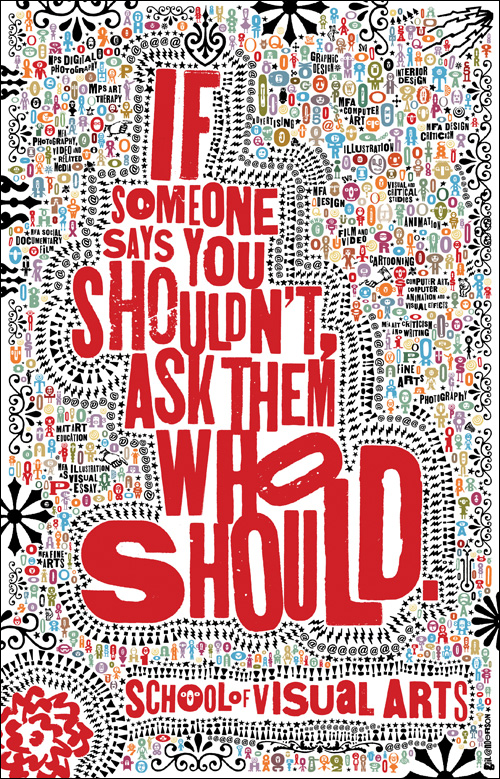 IF
SOMEONE
SAYS YOU
SHOULDN'T,
ASK THEM
WHO
SHOULD.
SCHOOL OF VISUAL ARTS
MPS DIGITAL
PHOTOGRAPHY
MPS ART
THERAPY
MFA
PHOTOGRAPHY,
VIDEO AND
RELATED
MEDIA
MFA SOCIAL
DOCUMENTARY
FILM
MAT/ART
EDUCATION
MFA ILLUSTRATION
AS VISUAL
ESSAY
MFA FINE
ARTS
GRAPHIC
DESIGN
INTERIOR
DESIGN
MFA
COMPUTER
ART
ADVERTISING
MFA DESIGN
CRITICISM
ILLUSTRATION
MFA
DESIGN
VISUAL AND
CRITICAL
STUDIES
ANIMATION
FILM AND
VIDEO
CARTOONING
COMPUTER ART,
COMPUTER
ANIMATION AND
VISUAL EFFECTS
MFA ART CRITICISM
AND WRITING
FINE
ARTS
PHOTOGRAPHY